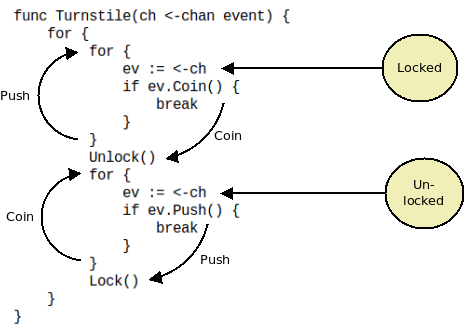 func Turnstile(ch <-chan event) {
for {
for {
ev := <-ch
if ev.Coin() {
break
}
}
Unlock()
for {
ev := <-ch
if ev.Push() {
break
}
}
Lock()
}
}
Push
Coin
Locked
Coin
Push
Un-
locked